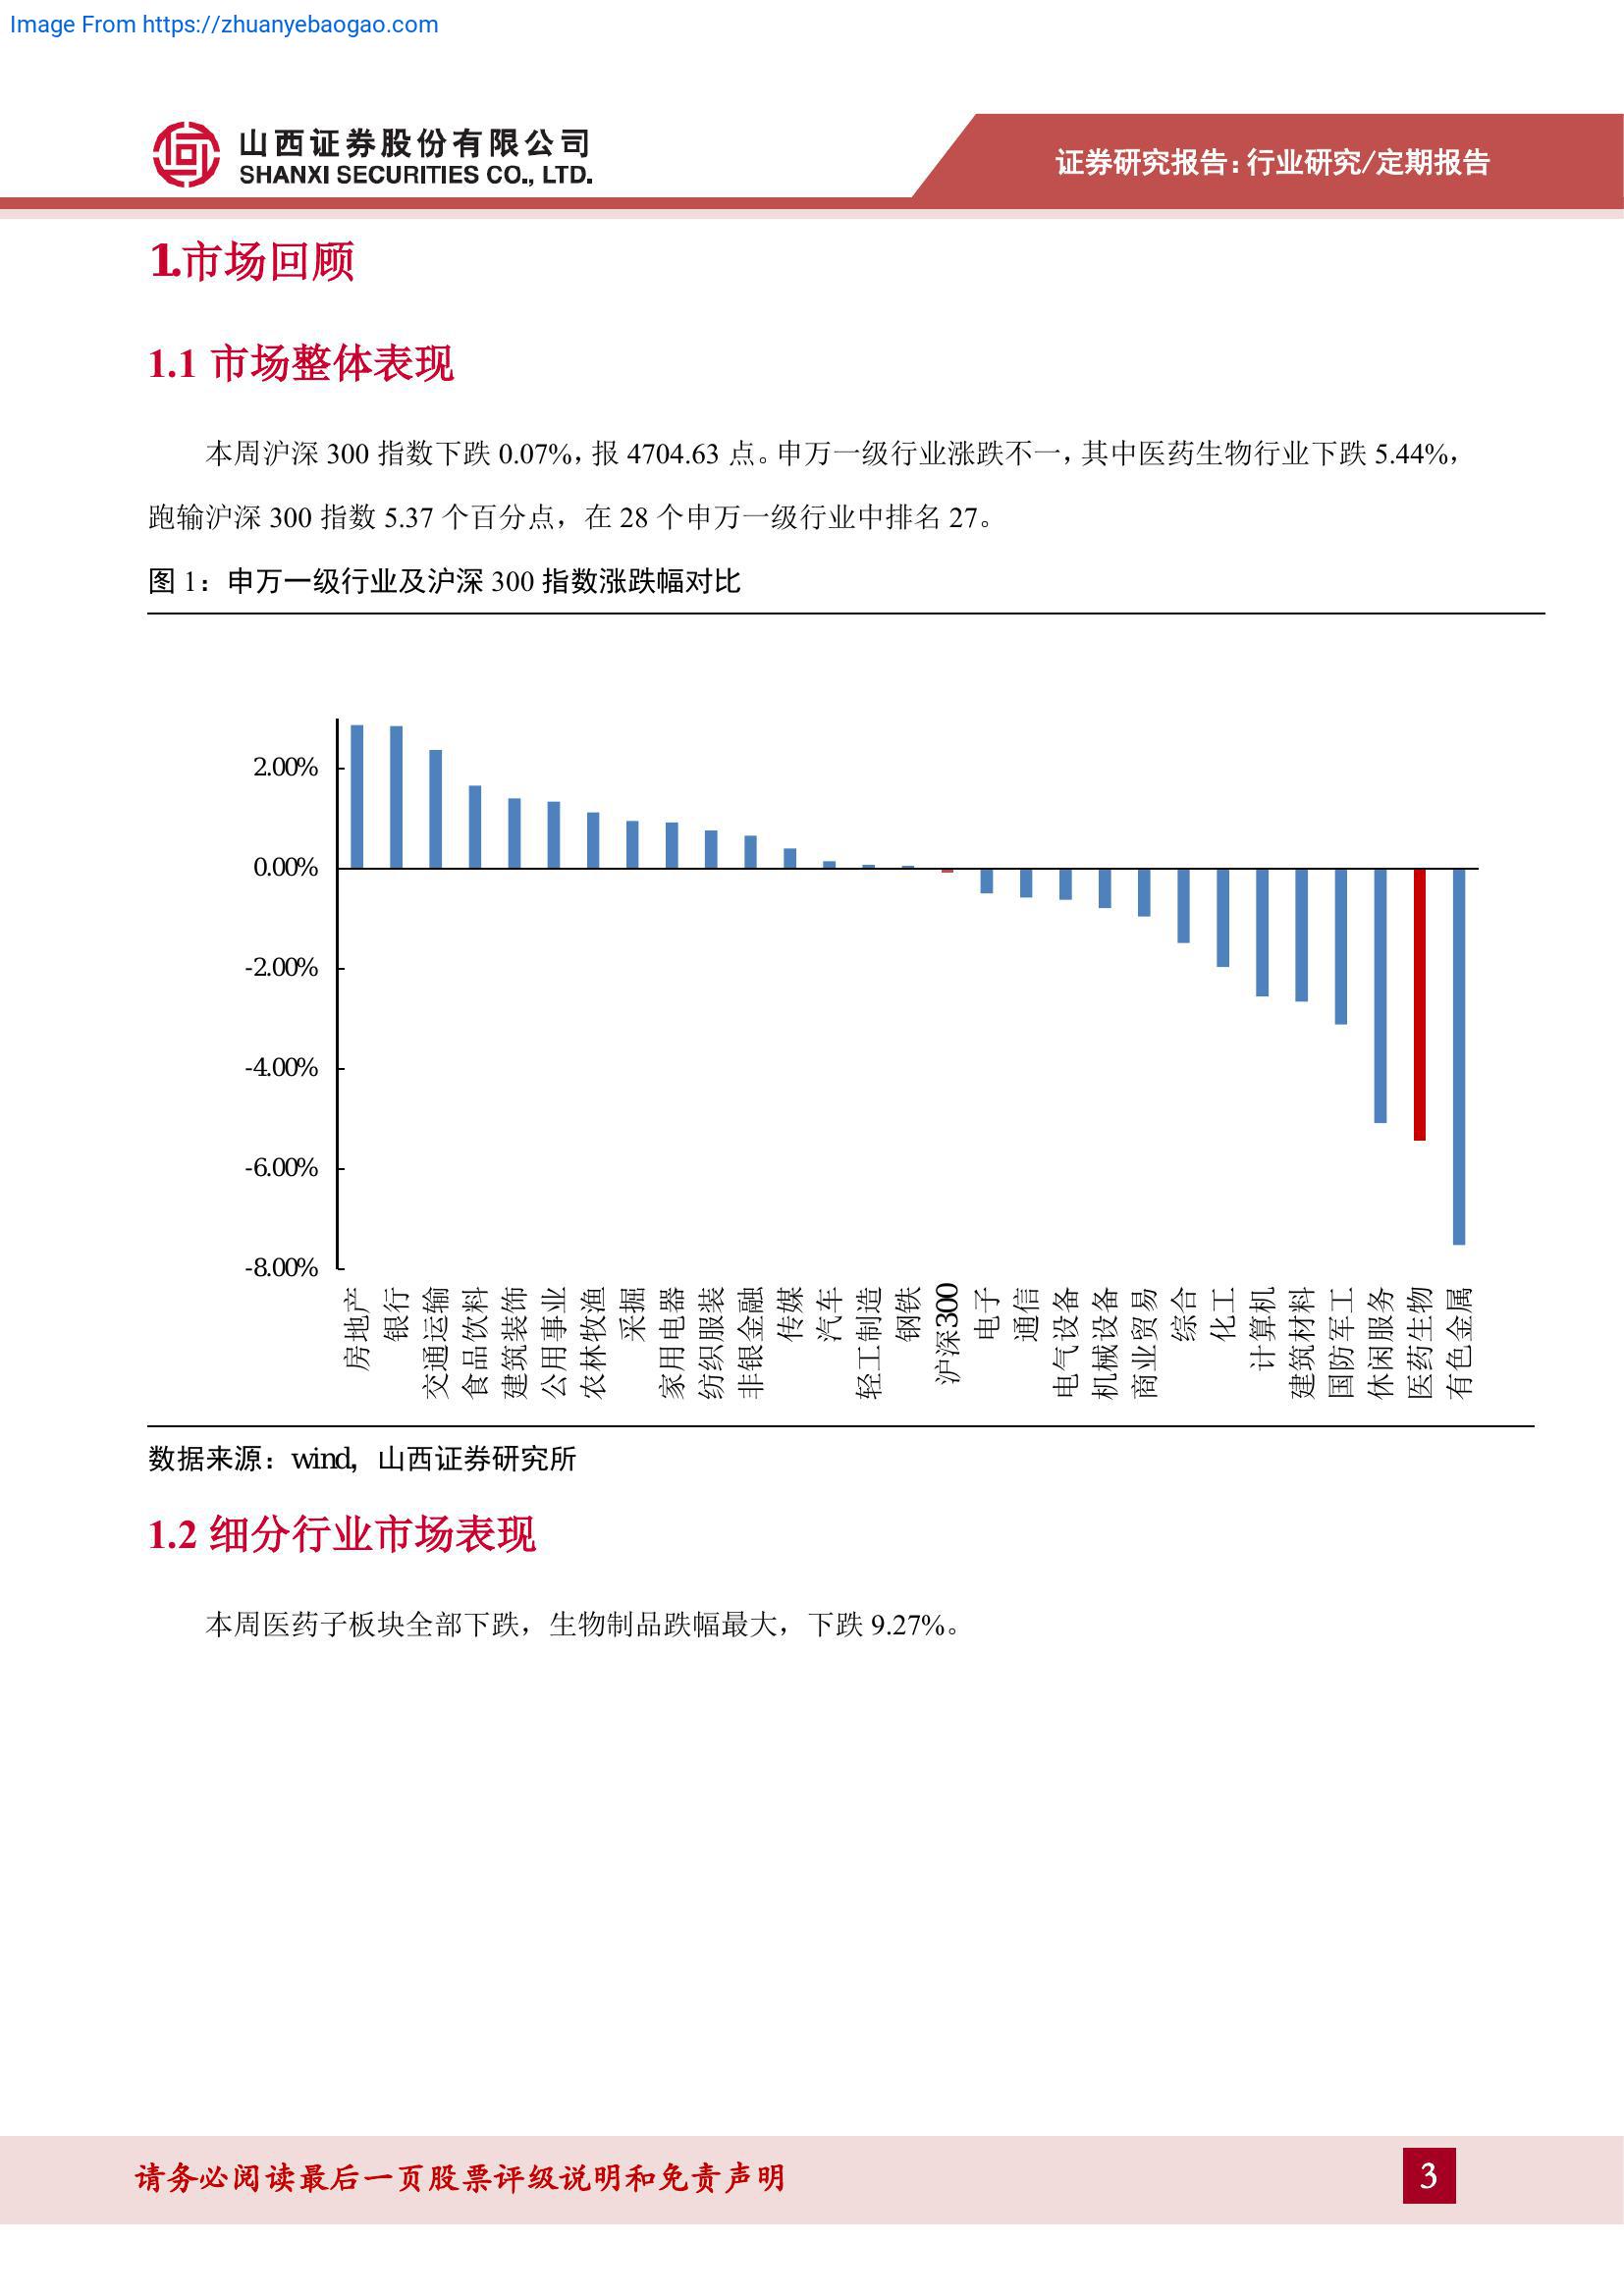 Image From https://zhuanyebaogao.com
山西证券股份有限公司
SHANXI SECURITIES CO., LTD.
证券研究报告：行业研究/定期报告
1.市场回顾
1.1 市场整体表现
本周沪深 300 指数下跌 0.07%，报 4704.63 点。申万一级行业涨跌不一，其中医药生物行业下跌 5.44%，
跑输沪深 300 指数 5.37 个百分点，在 28 个申万一级行业中排名 27。
图 1：申万一级行业及沪深 300 指数涨跌幅对比
2.00%
0.00%
-2.00%
-4.00%
-6.00%
-8.00%
房地产
银行
交通运输
食品饮料
建筑装饰
公用事业
农林牧渔
采掘
家用电器
纺织服装
非银金融
传媒
汽车
轻工制造
钢铁
沪深300
电子
通信
电气设备
机械设备
商业贸易
综合
化工
计算机
建筑材料
国防军工
休闲服务
医药生物
有色金属
数据来源：wind，山西证券研究所
1.2 细分行业市场表现
本周医药子板块全部下跌，生物制品跌幅最大，下跌 9.27%。
请务必阅读最后一页股票评级说明和免责声明
3